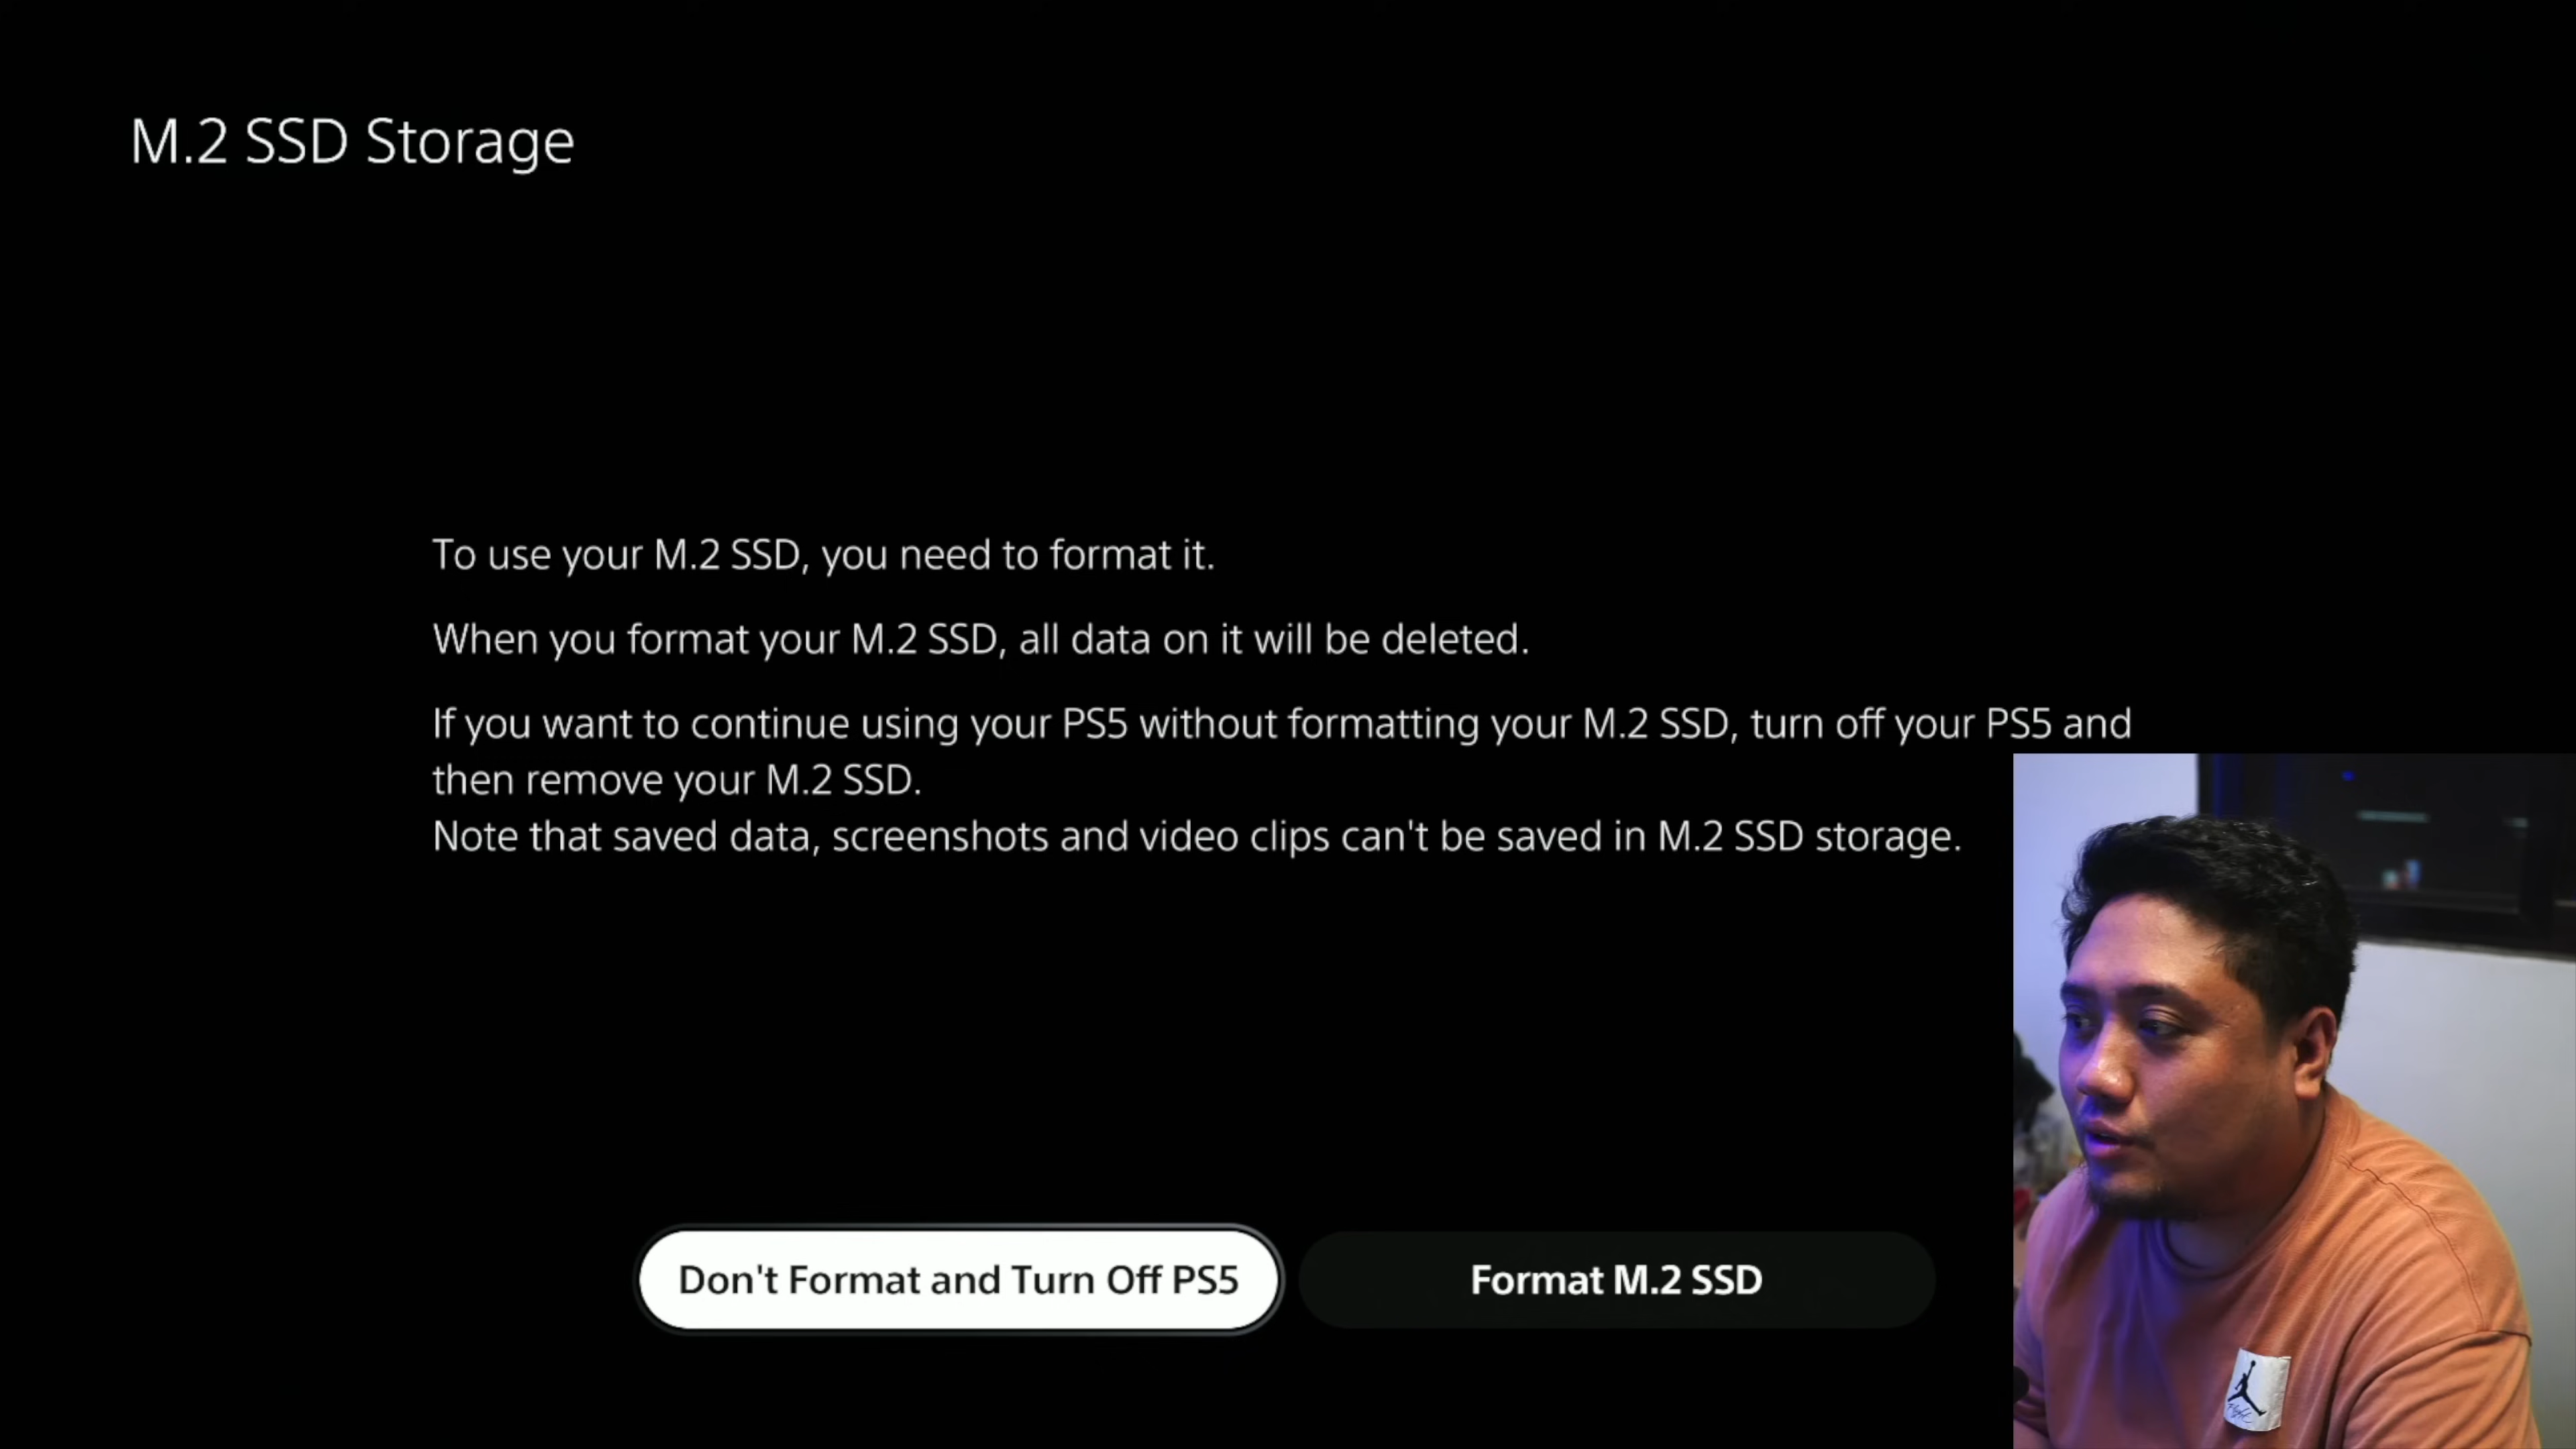 M.2 SSD Storage
To use your M.2 SSD, you need to format it.
When you format your M.2 SSD, all data on it will be deleted.
If you want to continue using your PS5 without formatting your M.2 SSD, turn off your PS5 and
then remove your M.2 SSD.
Note that saved data, screenshots and video clips can't be saved in M.2 SSD storage.
Don't Format and Turn Off PS5
Format M.2 SSD
Flight